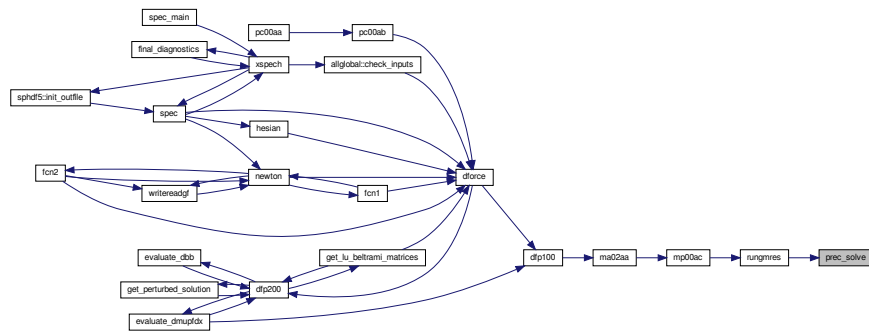 spec_main
pc00aa
pc00ab
final_diagnostics
xspech
allglobal::check_inputs
sphdf5::init_outfile
spec
hesian
fcn2
newton
dforce
writereadgf
fcn1
evaluate_dbb
get_lu_beltrami_matrices
dfp100
ma02aa
mp00ac
rungmres
prec_solve
get_perturbed_solution
dfp200
evaluate_dmupfdx